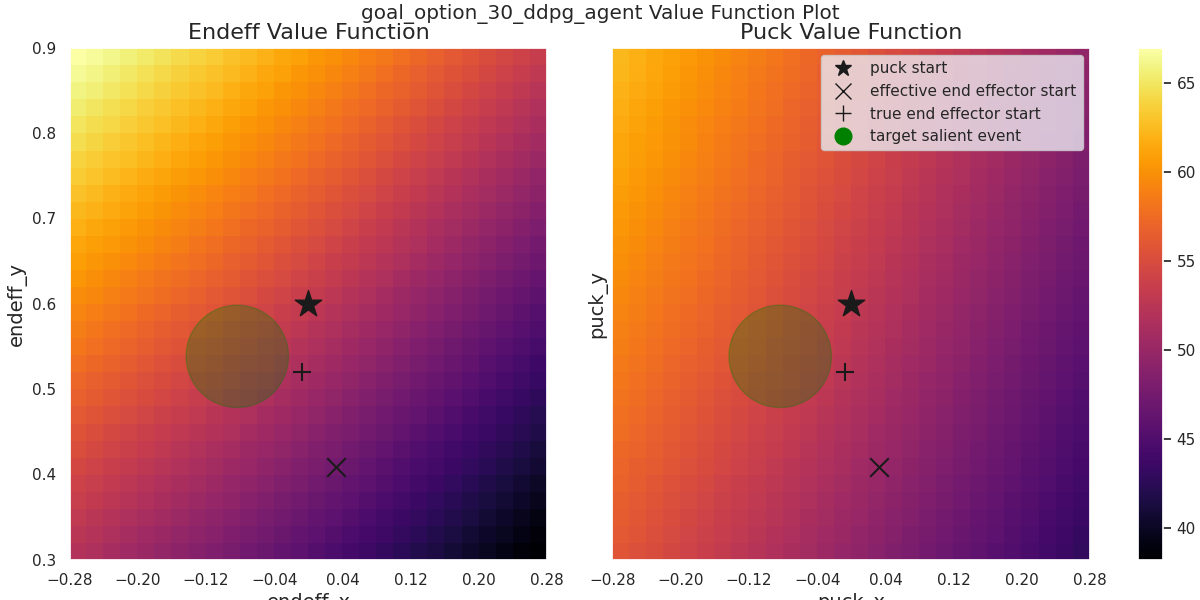 goal_option_30_ddpg_agent Value Function Plot
Endeff Value Function
Puck Value Function
puck start
effective end effector start
true end effector start
target salient event
endeff_y
0.9
0.8
0.7
0.6
0.5
0.4
0.3
−0.28 −0.20 −0.12 −0.04 0.04 0.12 0.20 0.28
endeff_x
puck_y
−0.28 −0.20 −0.12 −0.04 0.04 0.12 0.20 0.28
puck_x
65
60
55
50
45
40